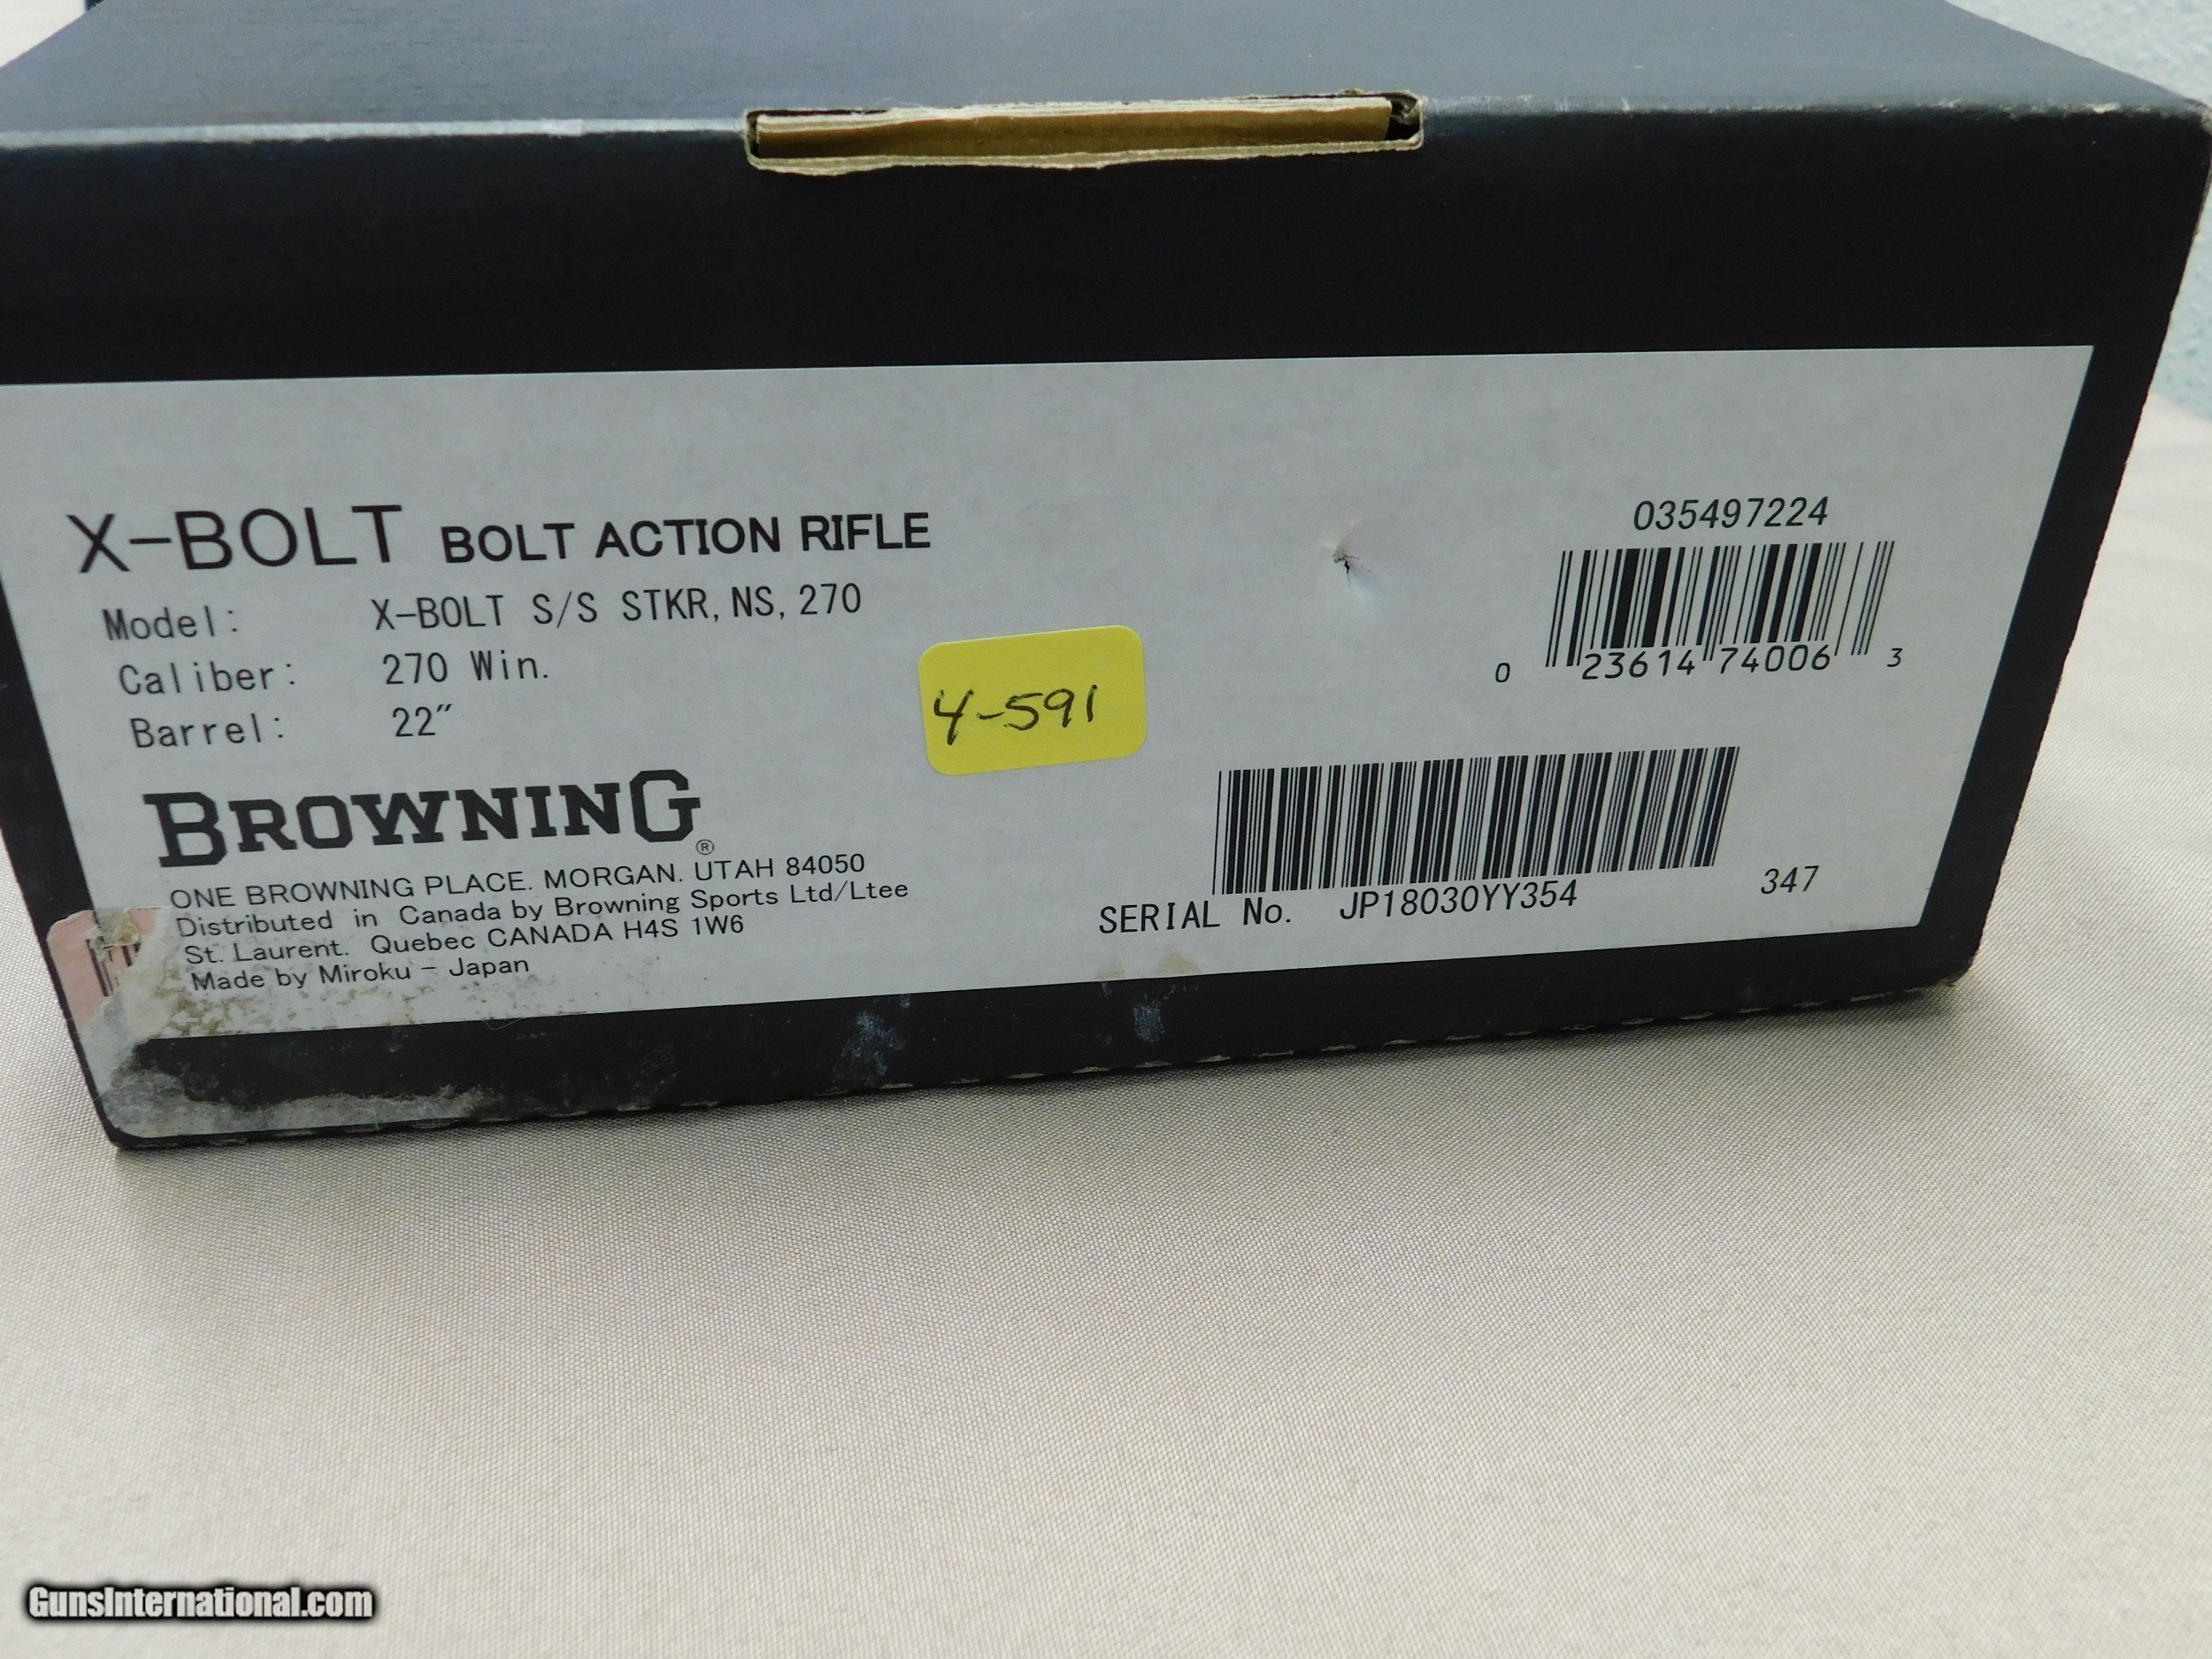 X-BOLT BOLT ACTION RIFLE
Model: X-BOLT S/S STKR, NS, 270
Caliber: 270 Win.
Barrel: 22"
BROWNING®
ONE BROWNING PLACE. MORGAN. UTAH 84050
Distributed in Canada by Browning Sports Ltd/Ltee
St. Laurent. Quebec CANADA H4S 1W6
Made by Miroku - Japan
4-591
035497224
0 23614 74006 3
SERIAL No. JP18030YY354
347
GunsInternational.com